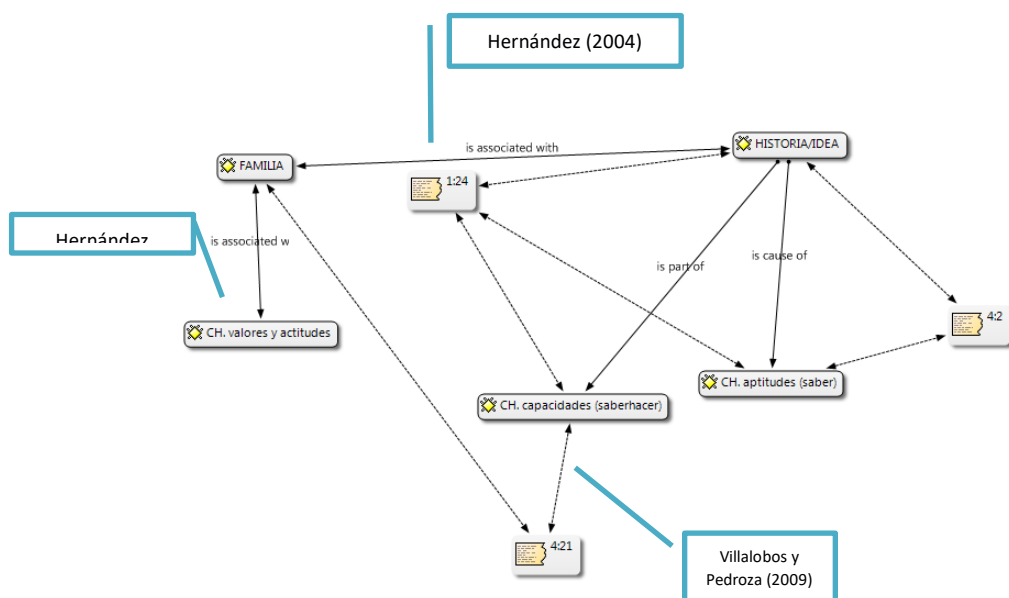 Hernández (2004)
HISTORIA/IDEA
is associated with
FAMILIA
1:24
Hernández
is associated w
is part of
is cause of
4:2
CH. valores y actitudes
CH. aptitudes (saber)
CH. capacidades (saberhacer)
4:21
Villalobos y
Pedroza (2009)